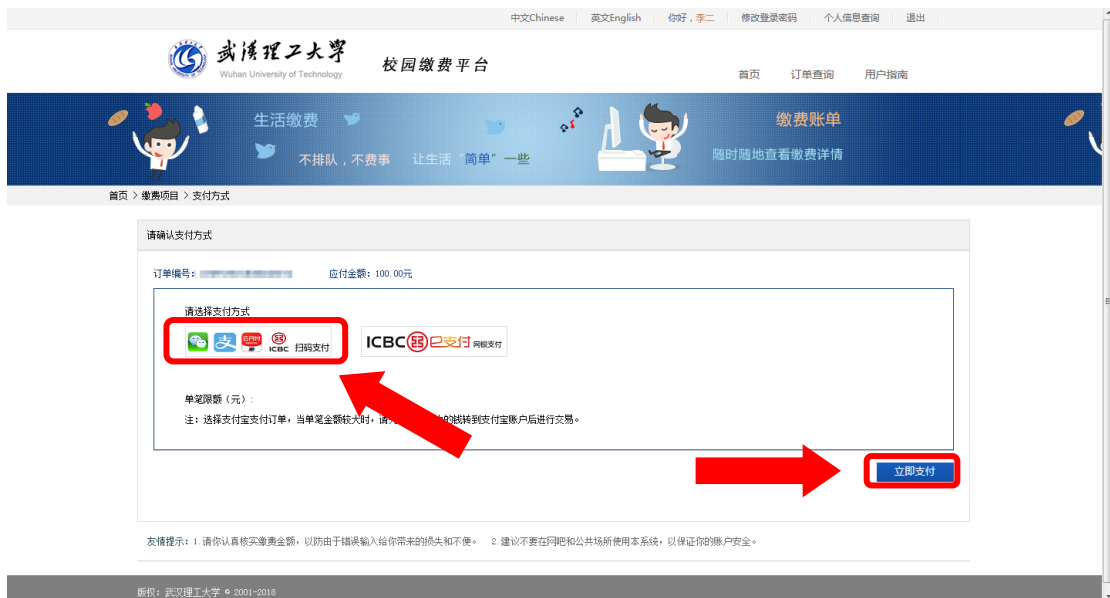 中文Chinese 英文English 你好，李二 修改登录密码 个人信息查询 退出
武汉理工大学
Wuhan University of Technology
校园缴费平台
首页 订单查询 用户指南
生活缴费
不排队，不费事 让生活“简单”一些
缴费账单
随时随地查看缴费详情
首页 > 缴费项目 > 支付方式
请确认支付方式
订单编号： 应付金额：100.00元
请选择支付方式
ICBC 扫码支付
ICBC e支付 网银支付
单笔限额（元）:
注：选择支付宝支付订单，当单笔金额较大时，请 的钱转到支付宝账户后进行交易。
立即支付
友情提示：1.请你认真核实缴费金额，以防由于错误输入给你带来的损失和不便。 2.建议不要在网吧和公共场所使用本系统，以保证你的账户安全。
版权：武汉理工大学 © 2001-2018